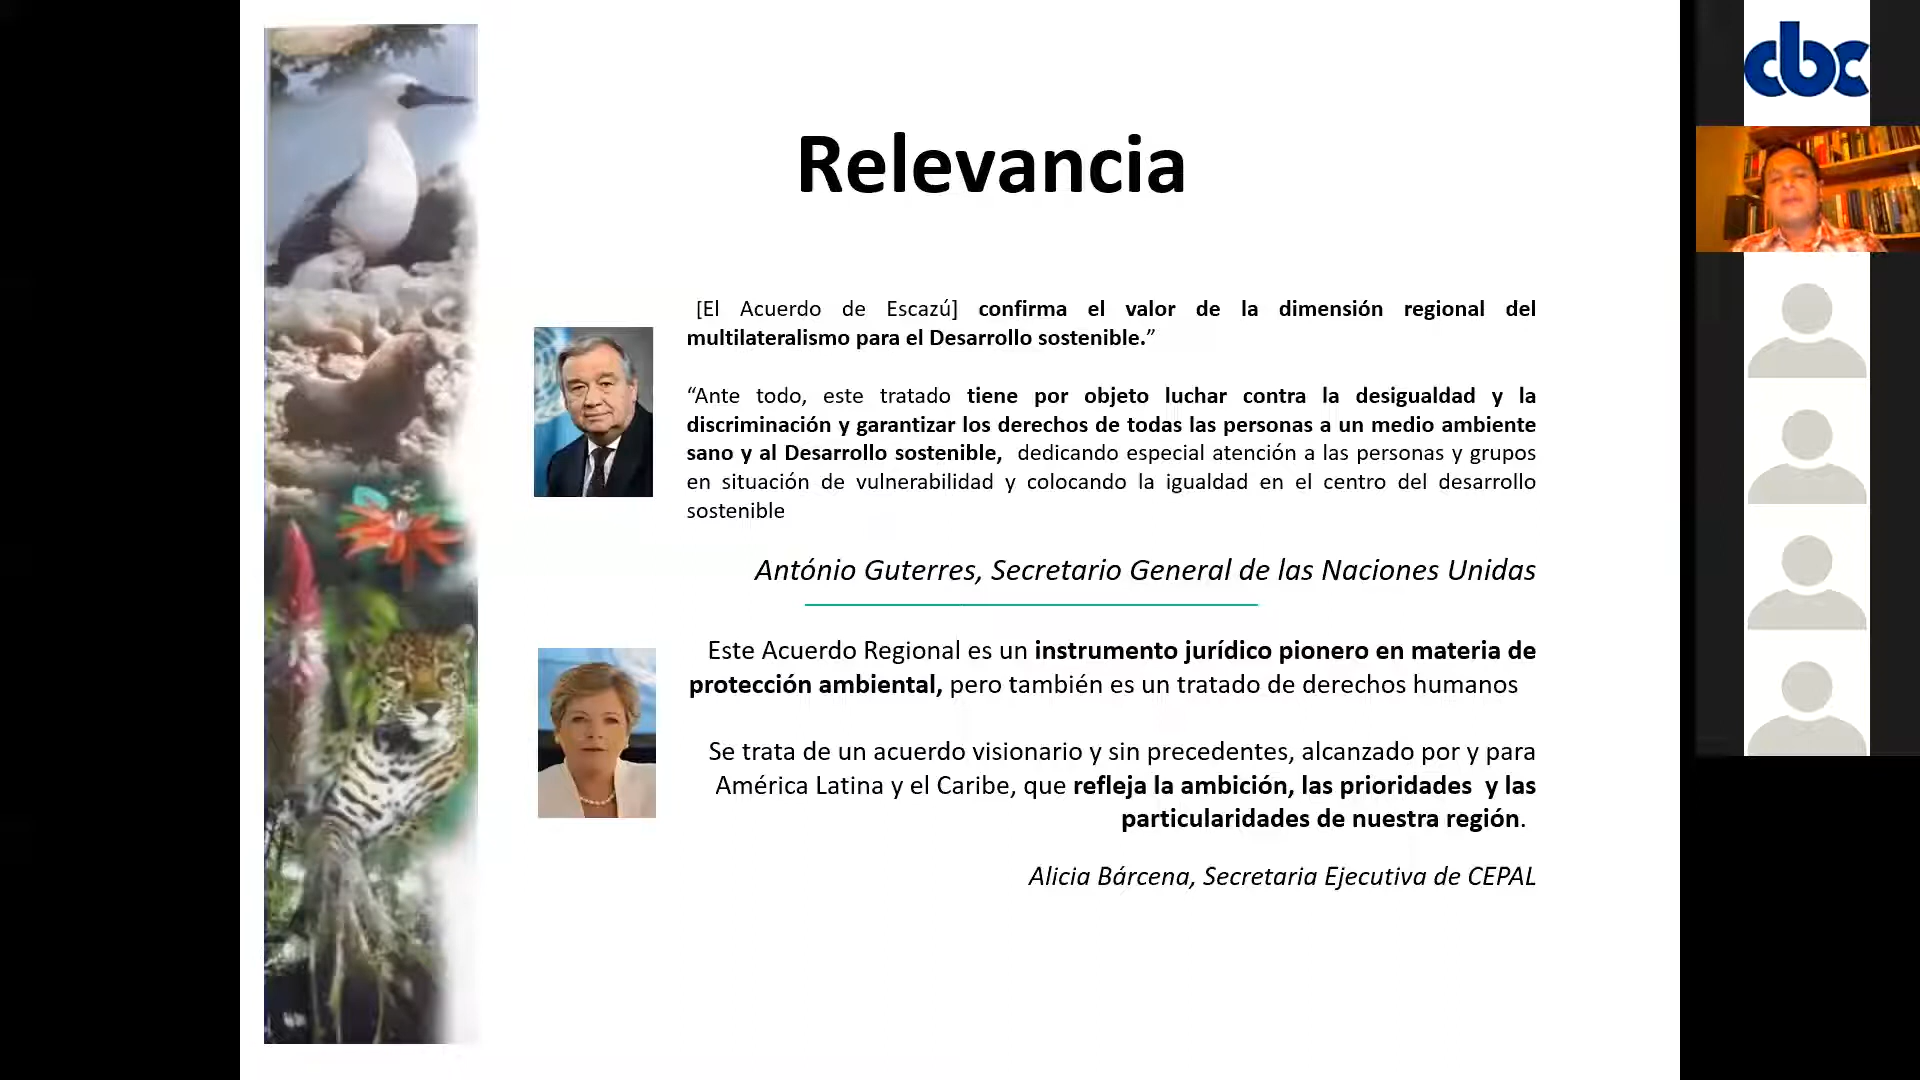 Relevancia
[El Acuerdo de Escazú] confirma el valor de la dimensión regional del
multilateralismo para el Desarrollo sostenible.”
“Ante todo, este tratado tiene por objeto luchar contra la desigualdad y la
discriminación y garantizar los derechos de todas las personas a un medio ambiente
sano y al Desarrollo sostenible, dedicando especial atención a las personas y grupos
en situación de vulnerabilidad y colocando la igualdad en el centro del desarrollo
sostenible
António Guterres, Secretario General de las Naciones Unidas
Este Acuerdo Regional es un instrumento jurídico pionero en materia de
protección ambiental, pero también es un tratado de derechos humanos
Se trata de un acuerdo visionario y sin precedentes, alcanzado por y para
América Latina y el Caribe, que refleja la ambición, las prioridades y las
particularidades de nuestra región.
Alicia Bárcena, Secretaria Ejecutiva de CEPAL
cbc